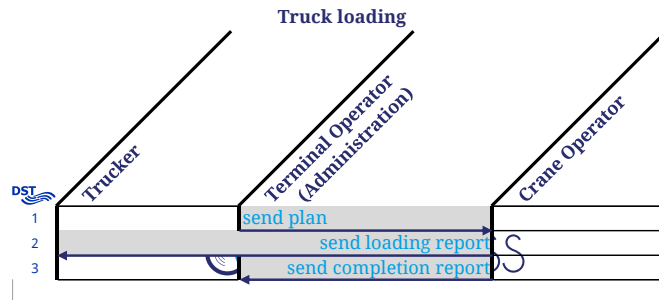 Truck loading
Trucker
Terminal Operator
(Administration)
Crane Operator
DST
1
send plan
2
send loading report
3
send completion report